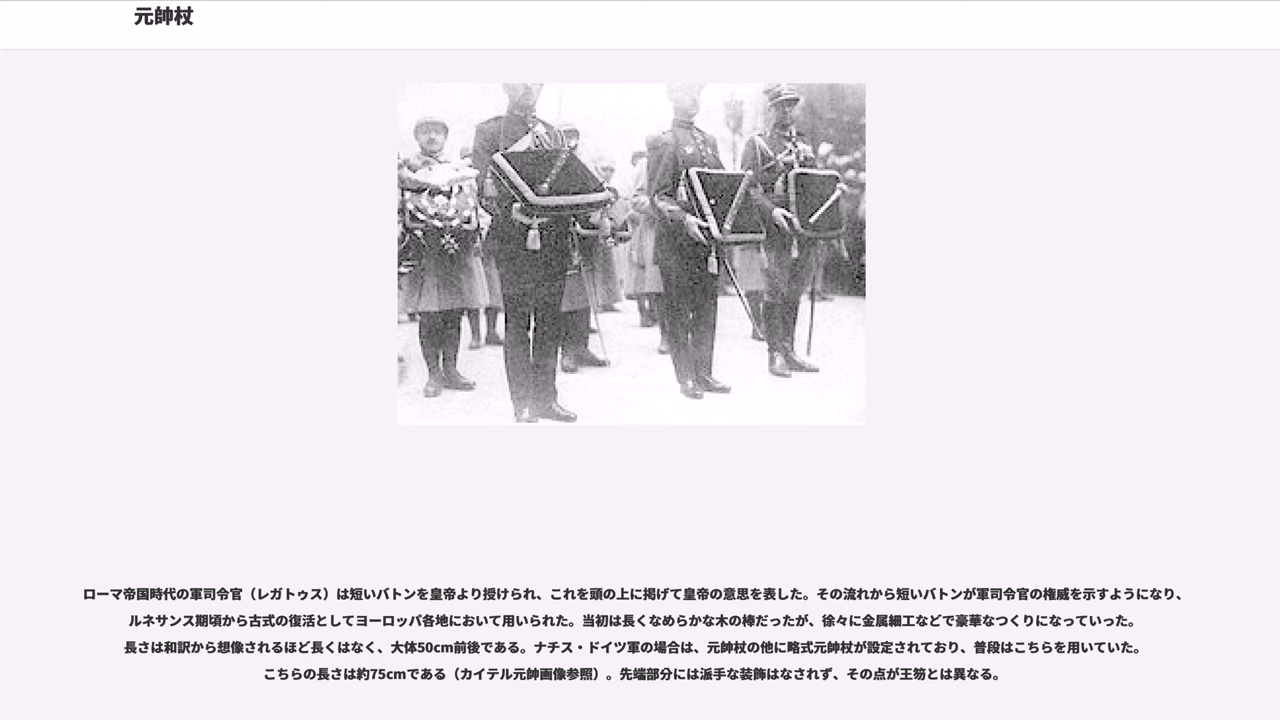 元帥杖
ローマ帝国時代の軍司令官（レガトゥス）は短いバトンを皇帝より授けられ、これを頭の上に掲げて皇帝の意思を表した。その流れから短いバトンが軍司令官の権威を示すようになり、
ルネサンス期頃から古式の復活としてヨーロッパ各地において用いられた。当初は長くなめらかな木の棒だったが、徐々に金属細工などで豪華なつくりになっていった。
長さは和訳から想像されるほど長くはなく、大体50cm前後である。ナチス・ドイツ軍の場合は、元帥杖の他に略式元帥杖が設定されており、普段はこちらを用いていた。
こちらの長さは約75cmである（カイテル元帥画像参照）。先端部分には派手な装飾はなされず、その点が王笏とは異なる。